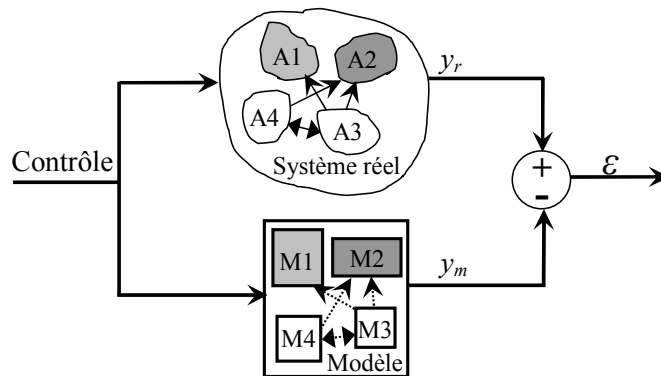 A1
A2
y_r
A4
A3
Système réel
Contrôle
+
-
ε
M1
M2
y_m
M4
M3
Modèle